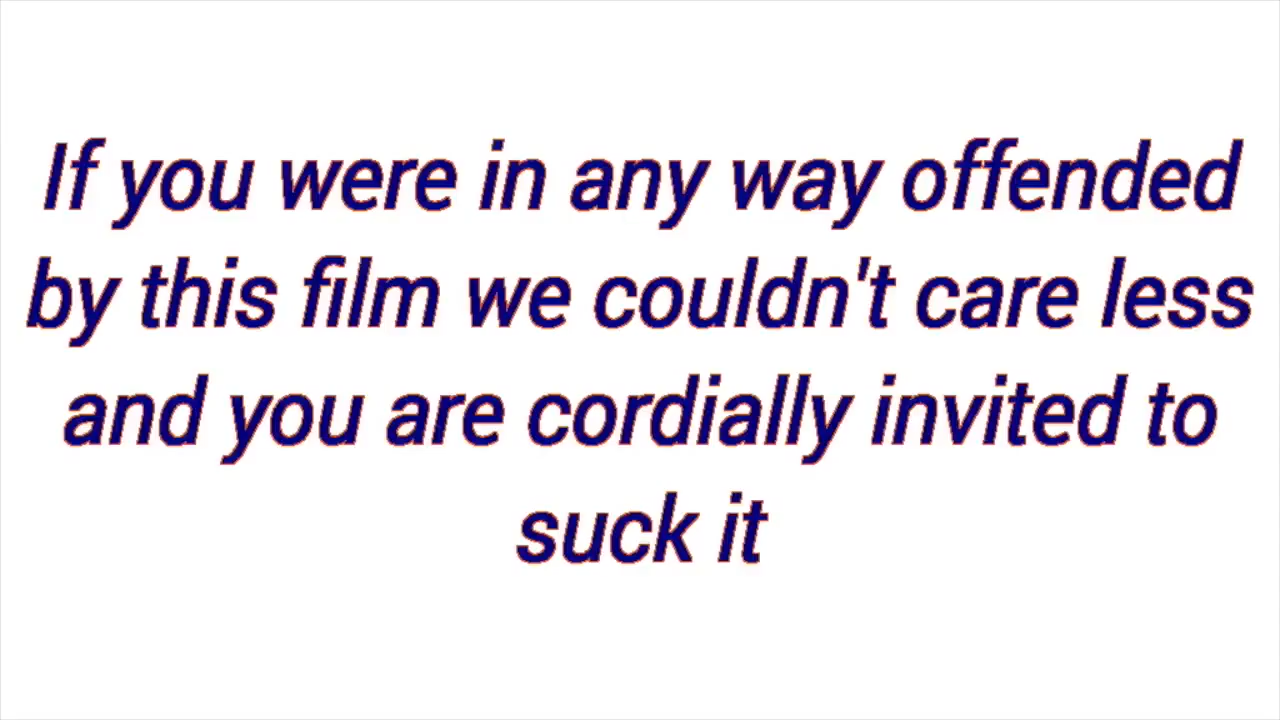 If you were in any way offended
by this film we couldn't care less
and you are cordially invited to
suck it